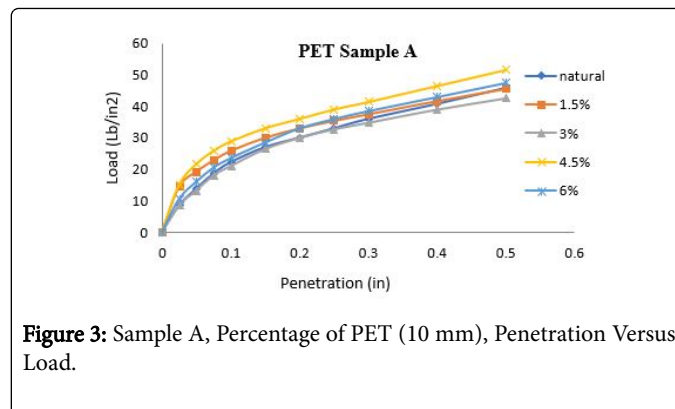 PET Sample A
60
50
40
30
20
10
0
Load (Lb/in2)
0 0.1 0.2 0.3 0.4 0.5 0.6
Penetration (in)
natural
1.5%
3%
4.5%
6%
Figure 3: Sample A, Percentage of PET (10 mm), Penetration Versus
Load.